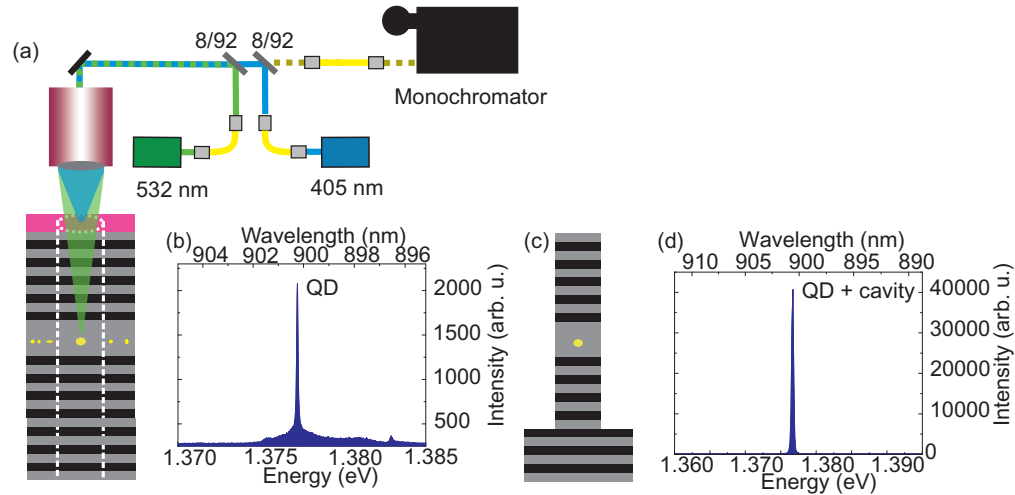 (a)
8/92 8/92
Monochromator
532 nm
405 nm
(b)
Wavelength (nm)
904 902 900 898 896
QD
2000
1500
1000
500
Intensity (arb. u.)
1.370 1.375 1.380 1.385
Energy (eV)
(c)
(d)
Wavelength (nm)
910 905 900 895 890
QD + cavity
40000
30000
20000
10000
0
Intensity (arb. u.)
1.360 1.370 1.380 1.390
Energy (eV)